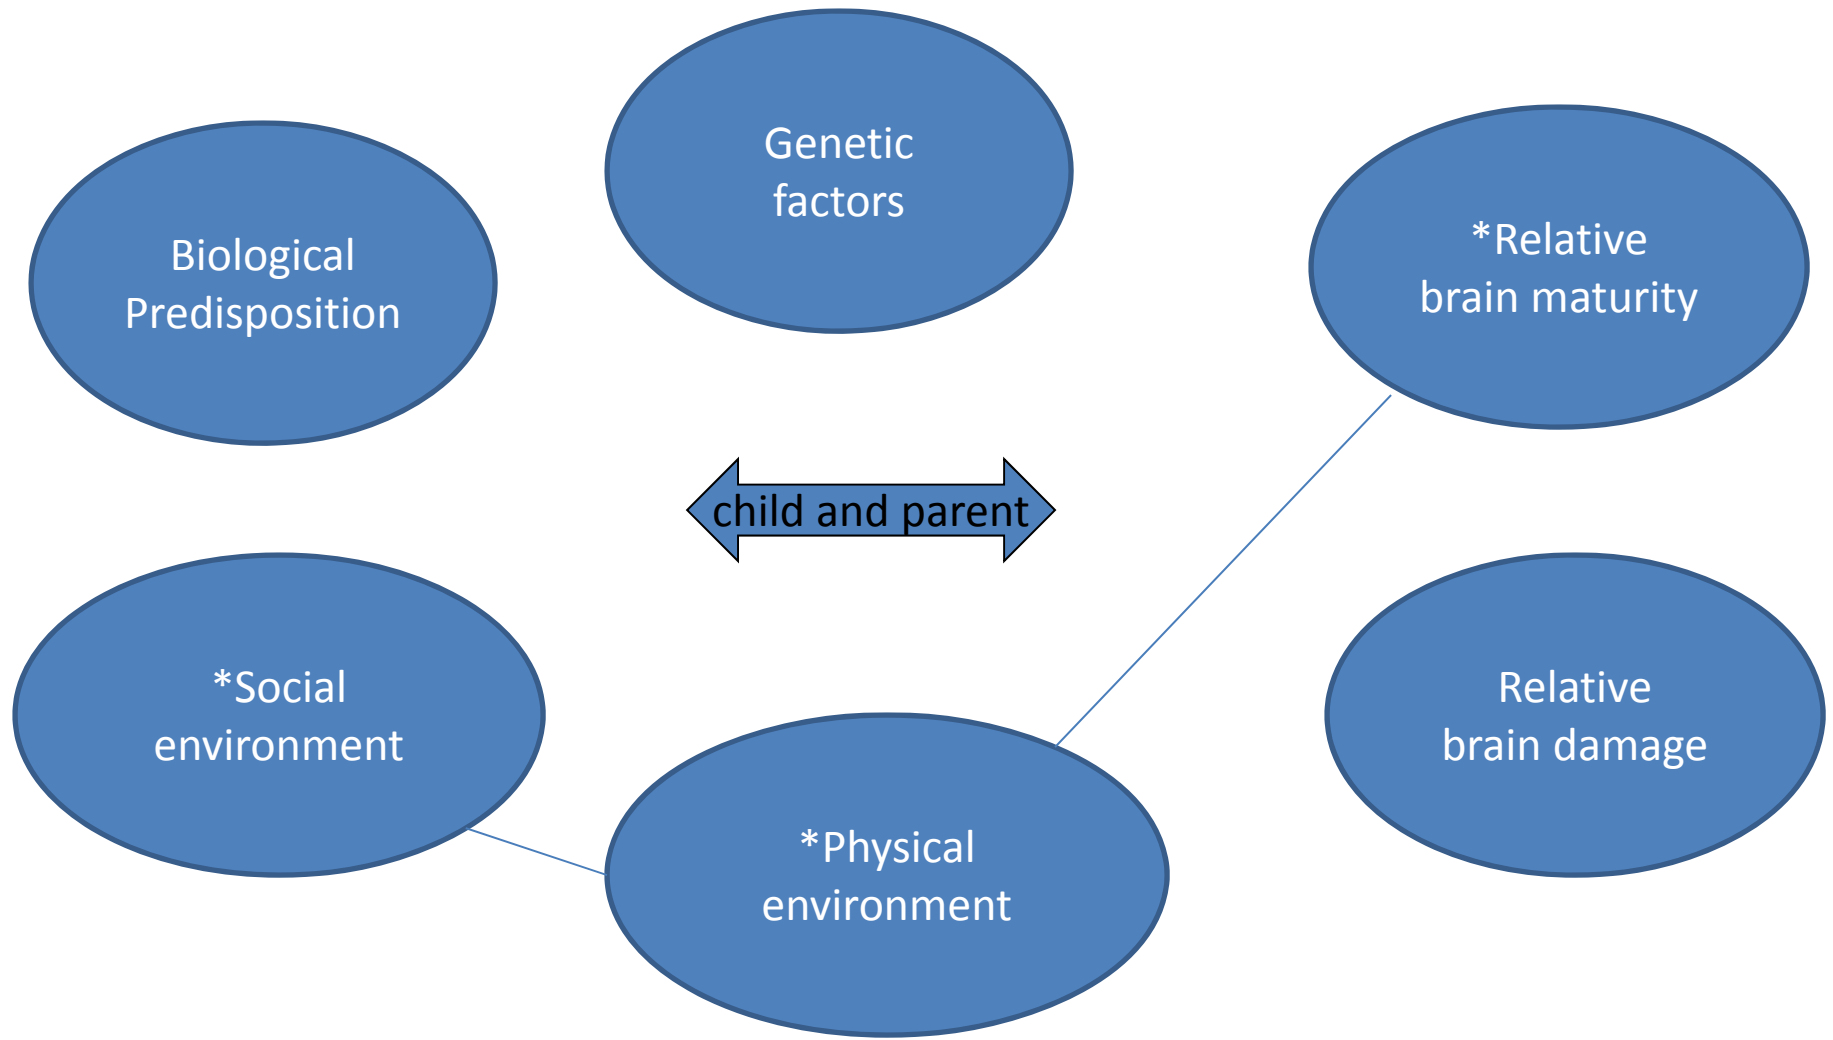 Genetic
factors
Biological
Predisposition
*Relative
brain maturity
child and parent
*Social
environment
*Physical
environment
Relative
brain damage